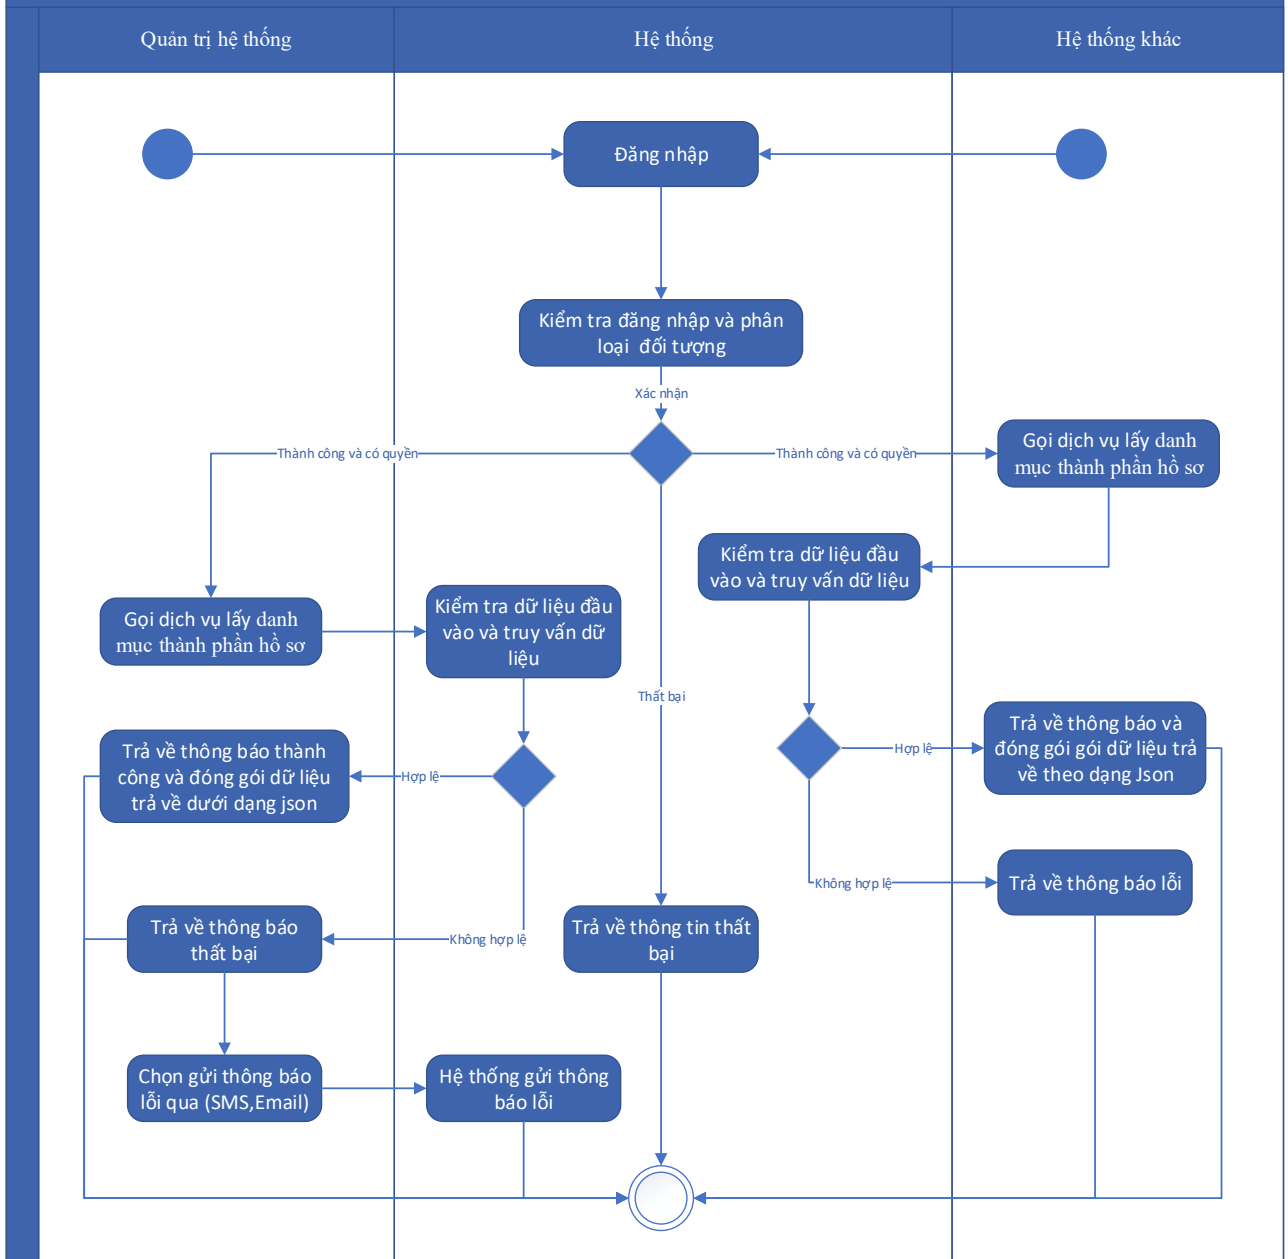 Quản trị hệ thống
Hệ thống
Hệ thống khác
Đăng nhập
Kiểm tra đăng nhập và phân
loại đối tượng
Xác nhận
Thành công và có quyền
Thành công và có quyền
Gọi dịch vụ lấy danh
mục thành phần hồ sơ
Kiểm tra dữ liệu đầu
vào và truy vấn dữ liệu
Gọi dịch vụ lấy danh
mục thành phần hồ sơ
Kiểm tra dữ liệu đầu
vào và truy vấn dữ
liệu
Thất bại
Trả về thông báo thành
công và đóng gói dữ liệu
trả về dưới dạng json
Hợp lệ
Hợp lệ
Trả về thông báo và
đóng gói gói dữ liệu trả
về theo dạng Json
Không hợp lệ
Trả về thông báo lỗi
Trả về thông báo
thất bại
Không hợp lệ
Trả về thông tin thất
bại
Chọn gửi thông báo
lỗi qua (SMS,Email)
Hệ thống gửi thông
báo lỗi